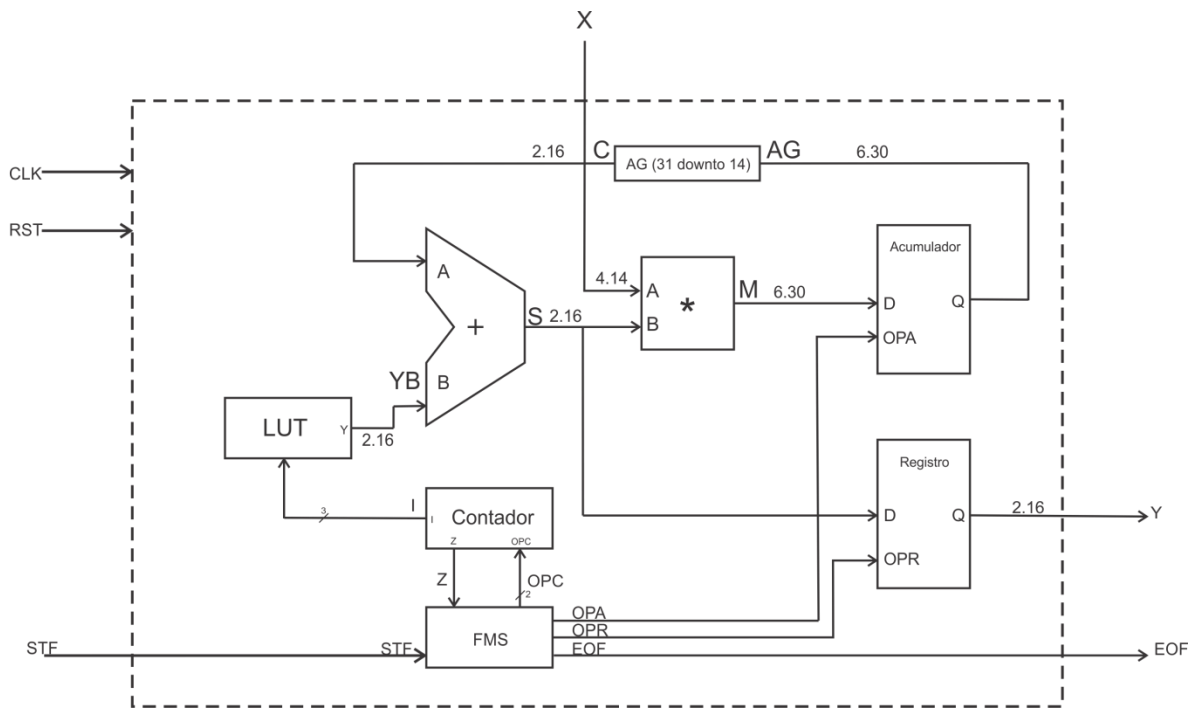 X
2.16
C
AG (31 downto 14)
AG
6.30
CLK
RST
A
+
B
YB
S 2.16
4.14
A
B
*
M
6.30
Acumulador
D
Q
OPA
LUT
Y
2.16
Registro
D
Q
OPR
2.16
Y
3
I
I
Contador
Z
OPC
Z
OPC
2
FMS
OPA
OPR
EOF
STF
STF
EOF